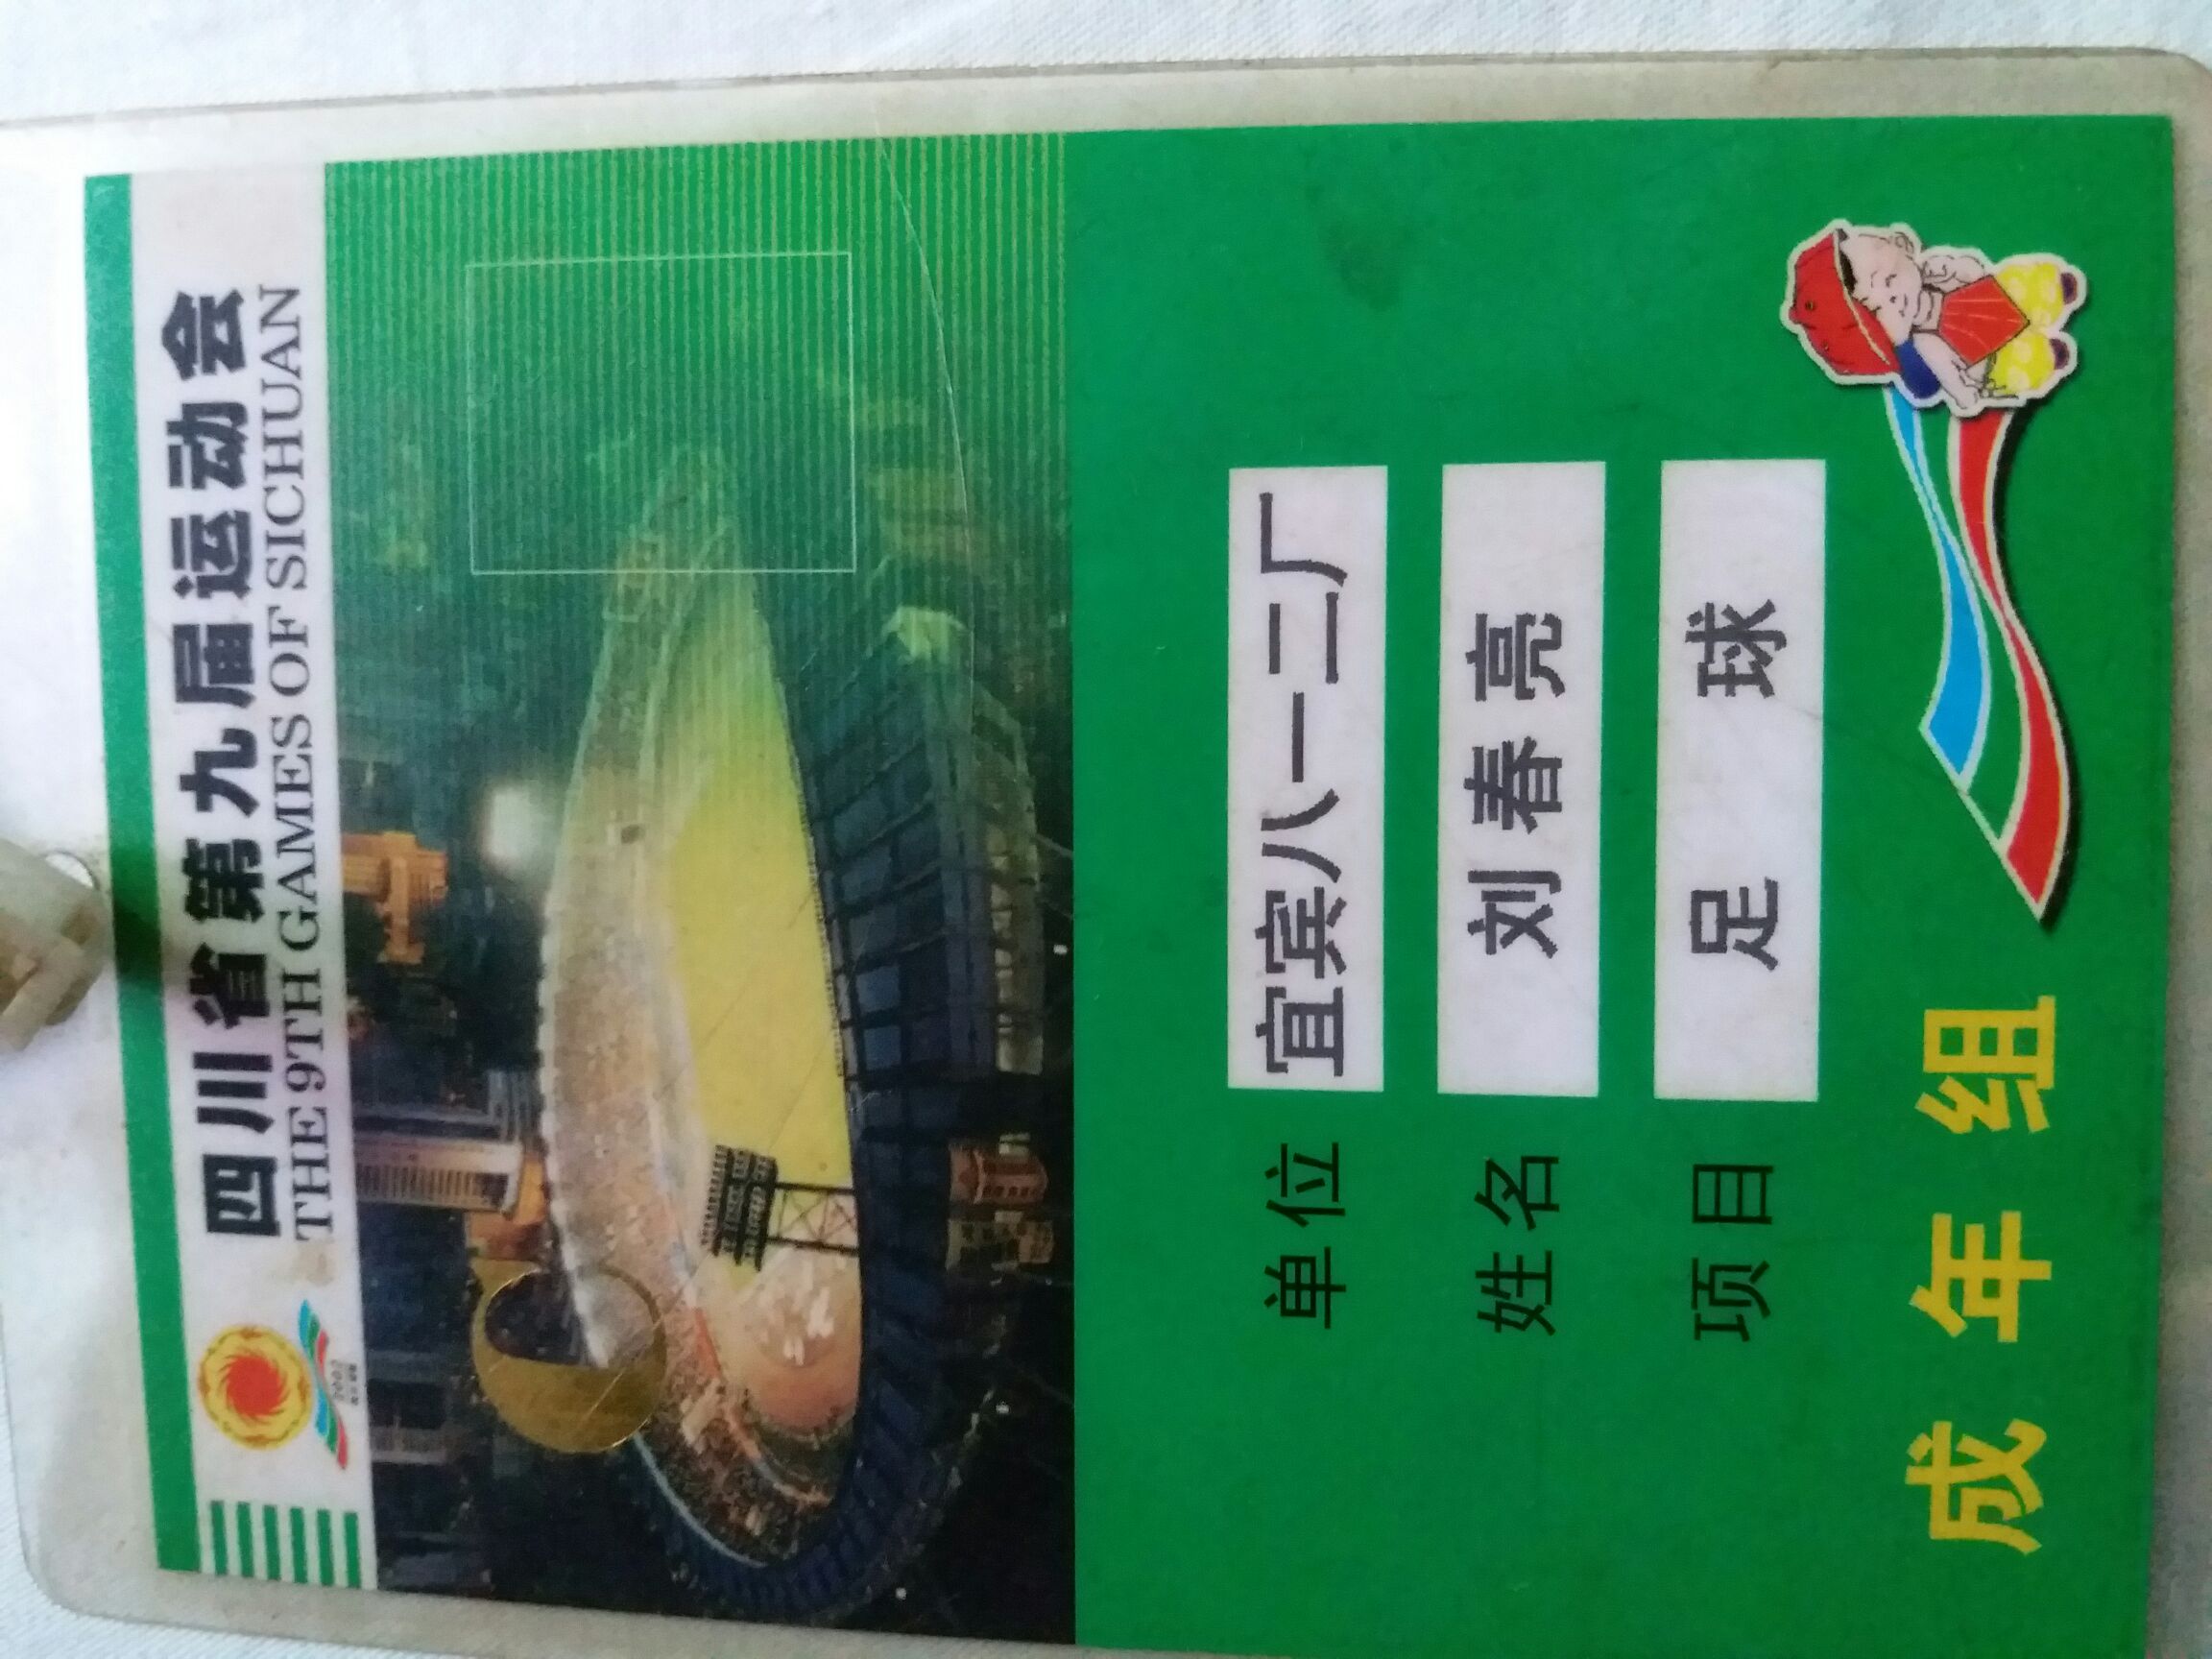 四川省第九届运动会
THE 9TH GAMES OF SICHUAN
2002
单位 宜宾八一二厂
姓名 刘春亮
项目 足球
成年组